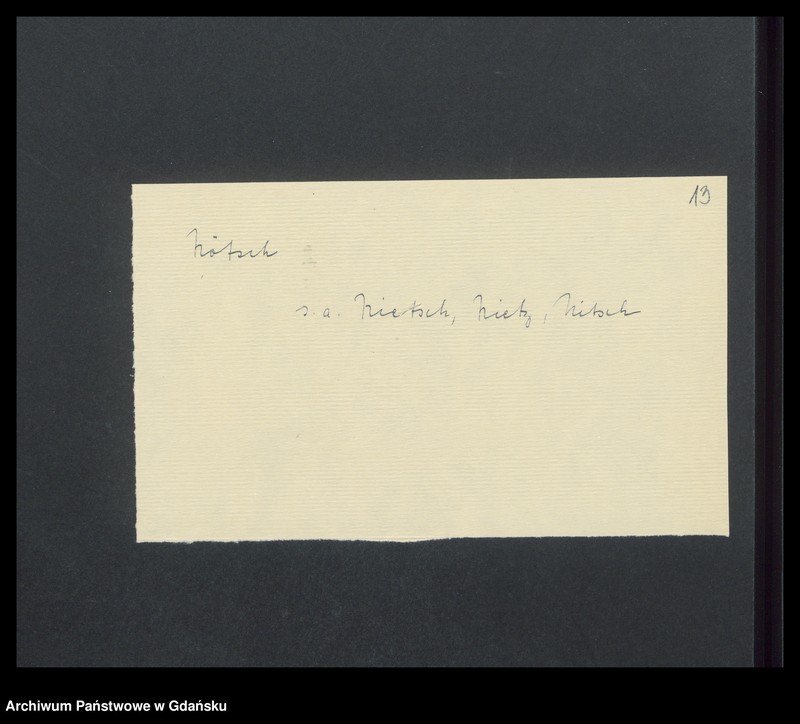 13
Nötsch
s. a. Nietsch, Nietz, Nitsch
Archiwum Państwowe w Gdańsku